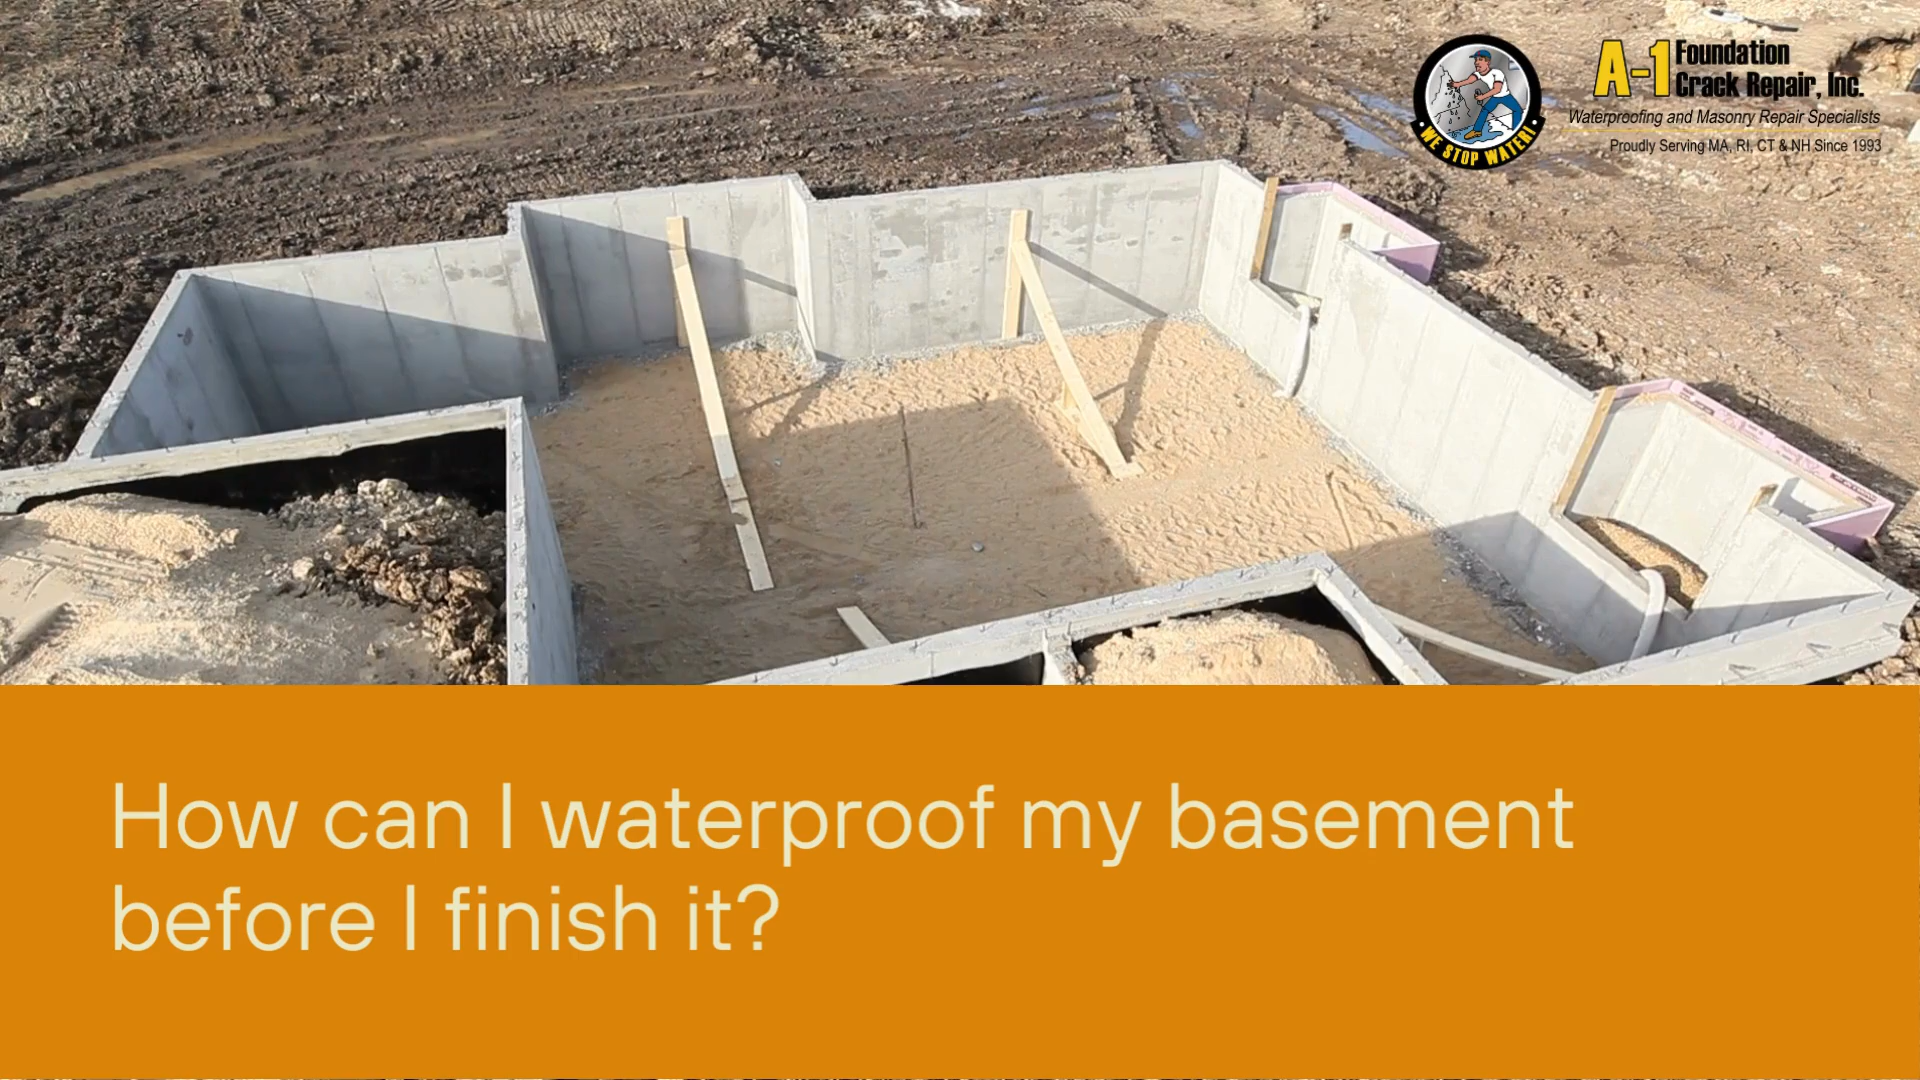 A-1 Foundation
Crack Repair, Inc.
Waterproofing and Masonry Repair Specialists
Proudly Serving MA, RI, CT & NH Since 1993
WE STOP WATER!
How can I waterproof my basement
before I finish it?